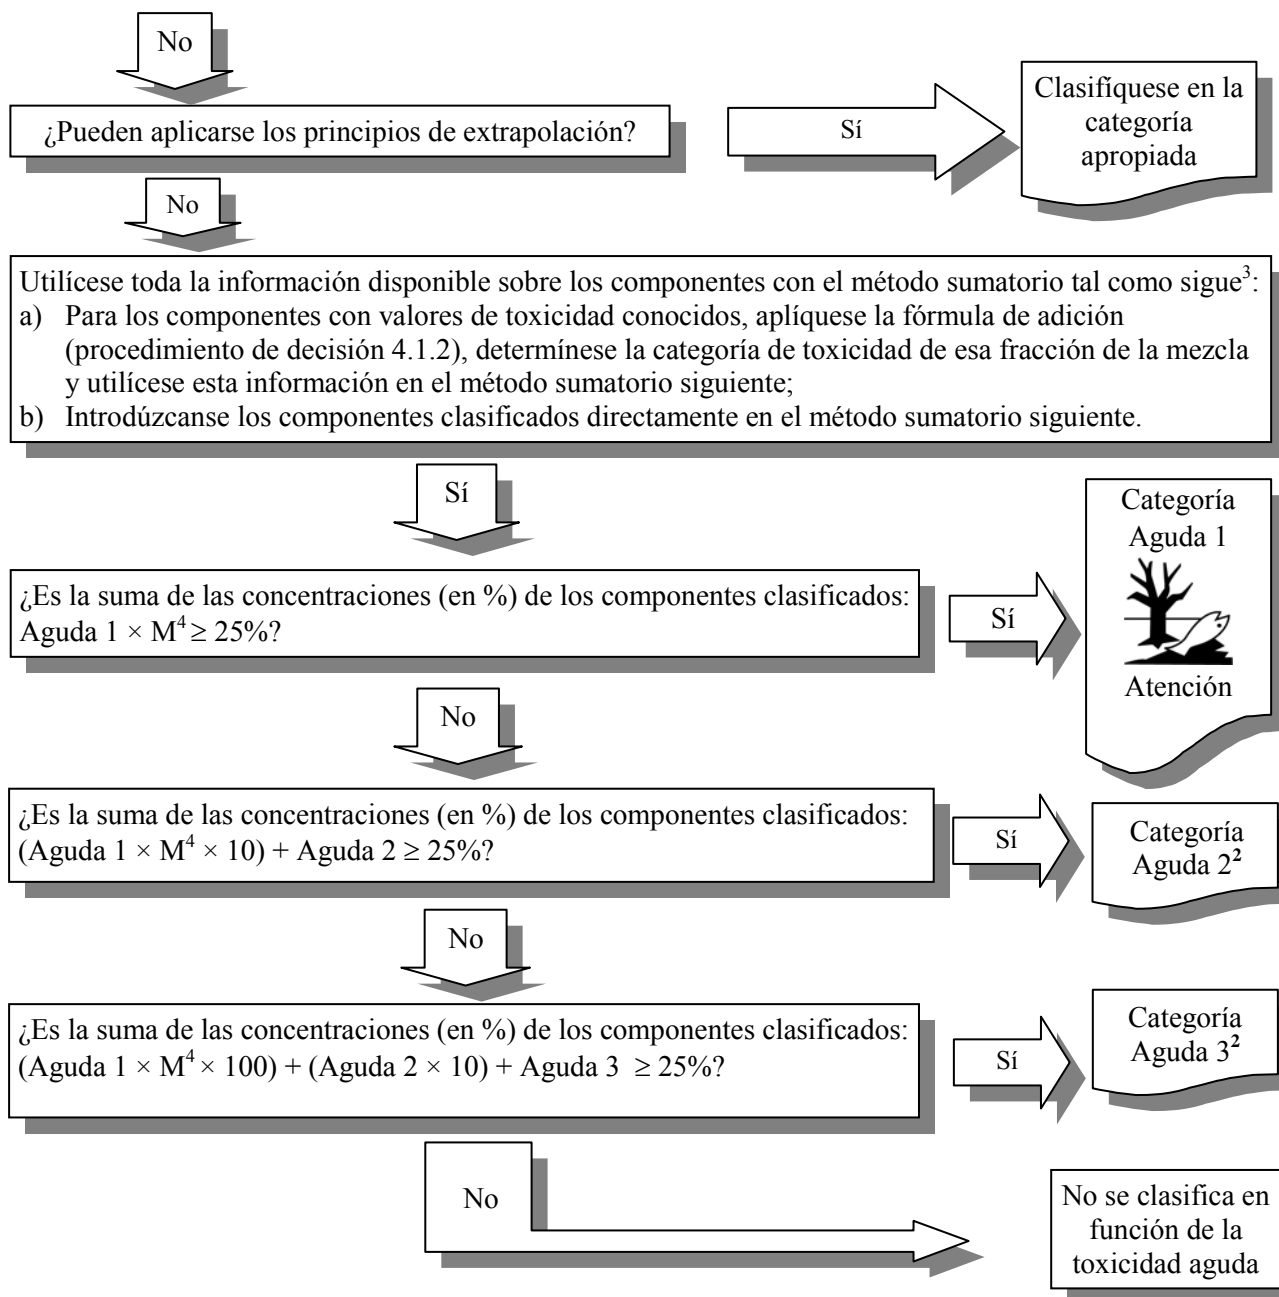 No
¿Pueden aplicarse los principios de extrapolación?
Sí
Clasifíquese en la
categoría
apropiada
No
Utilícese toda la información disponible sobre los componentes con el método sumatorio tal como sigue³:
a) Para los componentes con valores de toxicidad conocidos, aplíquese la fórmula de adición
(procedimiento de decisión 4.1.2), determínese la categoría de toxicidad de esa fracción de la mezcla
y utilícese esta información en el método sumatorio siguiente;
b) Introdúzcanse los componentes clasificados directamente en el método sumatorio siguiente.
Sí
¿Es la suma de las concentraciones (en %) de los componentes clasificados:
Aguda 1 × M⁴ ≥ 25%?
Sí
Categoría
Aguda 1
Atención
No
¿Es la suma de las concentraciones (en %) de los componentes clasificados:
(Aguda 1 × M⁴ × 10) + Aguda 2 ≥ 25%?
Sí
Categoría
Aguda 2²
No
¿Es la suma de las concentraciones (en %) de los componentes clasificados:
(Aguda 1 × M⁴ × 100) + (Aguda 2 × 10) + Aguda 3 ≥ 25%?
Sí
Categoría
Aguda 3²
No
No se clasifica en
función de la
toxicidad aguda